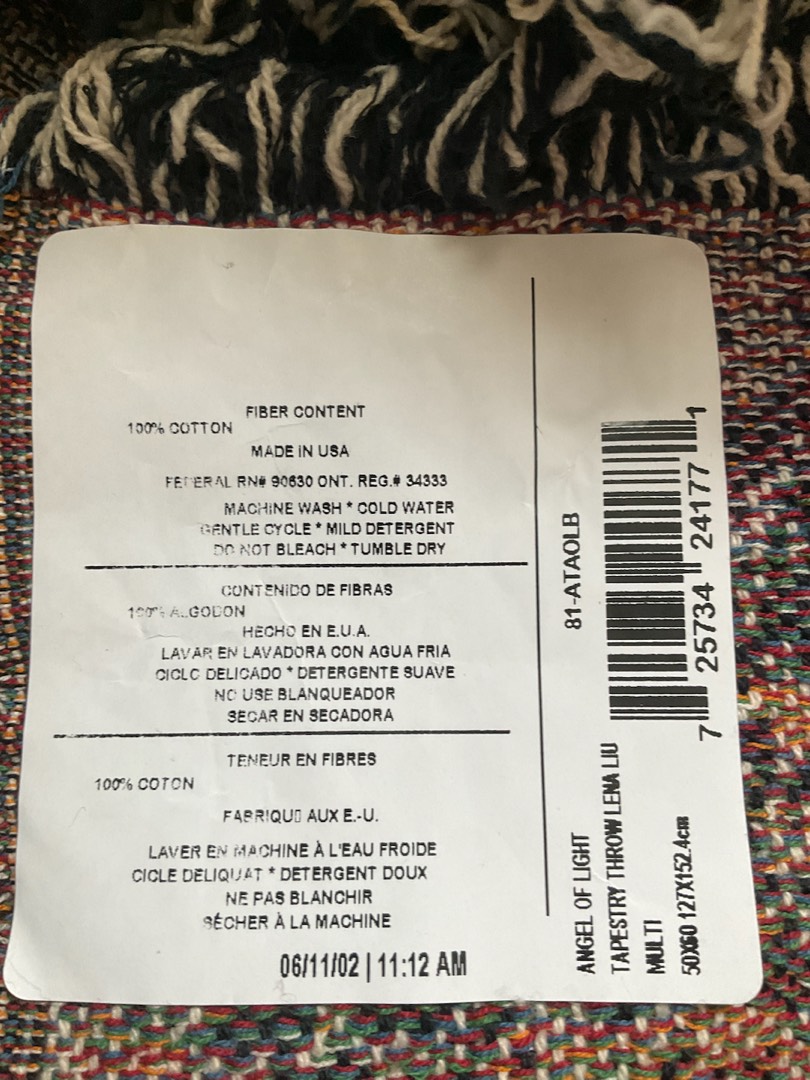 FIBER CONTENT
100% COTTON
MADE IN USA
FEDERAL RN# 90630 ONT. REG.# 34333
MACHINE WASH * COLD WATER
GENTLE CYCLE * MILD DETERGENT
DO NOT BLEACH * TUMBLE DRY
CONTENIDO DE FIBRAS
100% ALGODON
HECHO EN E.U.A.
LAVAR EN LAVADORA CON AGUA FRIA
CICLO DELICADO * DETERGENTE SUAVE
NO USE BLANQUEADOR
SECAR EN SECADORA
TENEUR EN FIBRES
100% COTON
FABRIQU▯ AUX E.-U.
LAVER EN MACHINE À L'EAU FROIDE
CICLE DELIQUAT * DETERGENT DOUX
NE PAS BLANCHIR
SÉCHER À LA MACHINE
06/11/02 | 11:12 AM
81-ATAOLB
7 25734 24177 1
ANGEL OF LIGHT
TAPESTRY THROW LENA LIU
MULTI
50X60 127X152.4cm